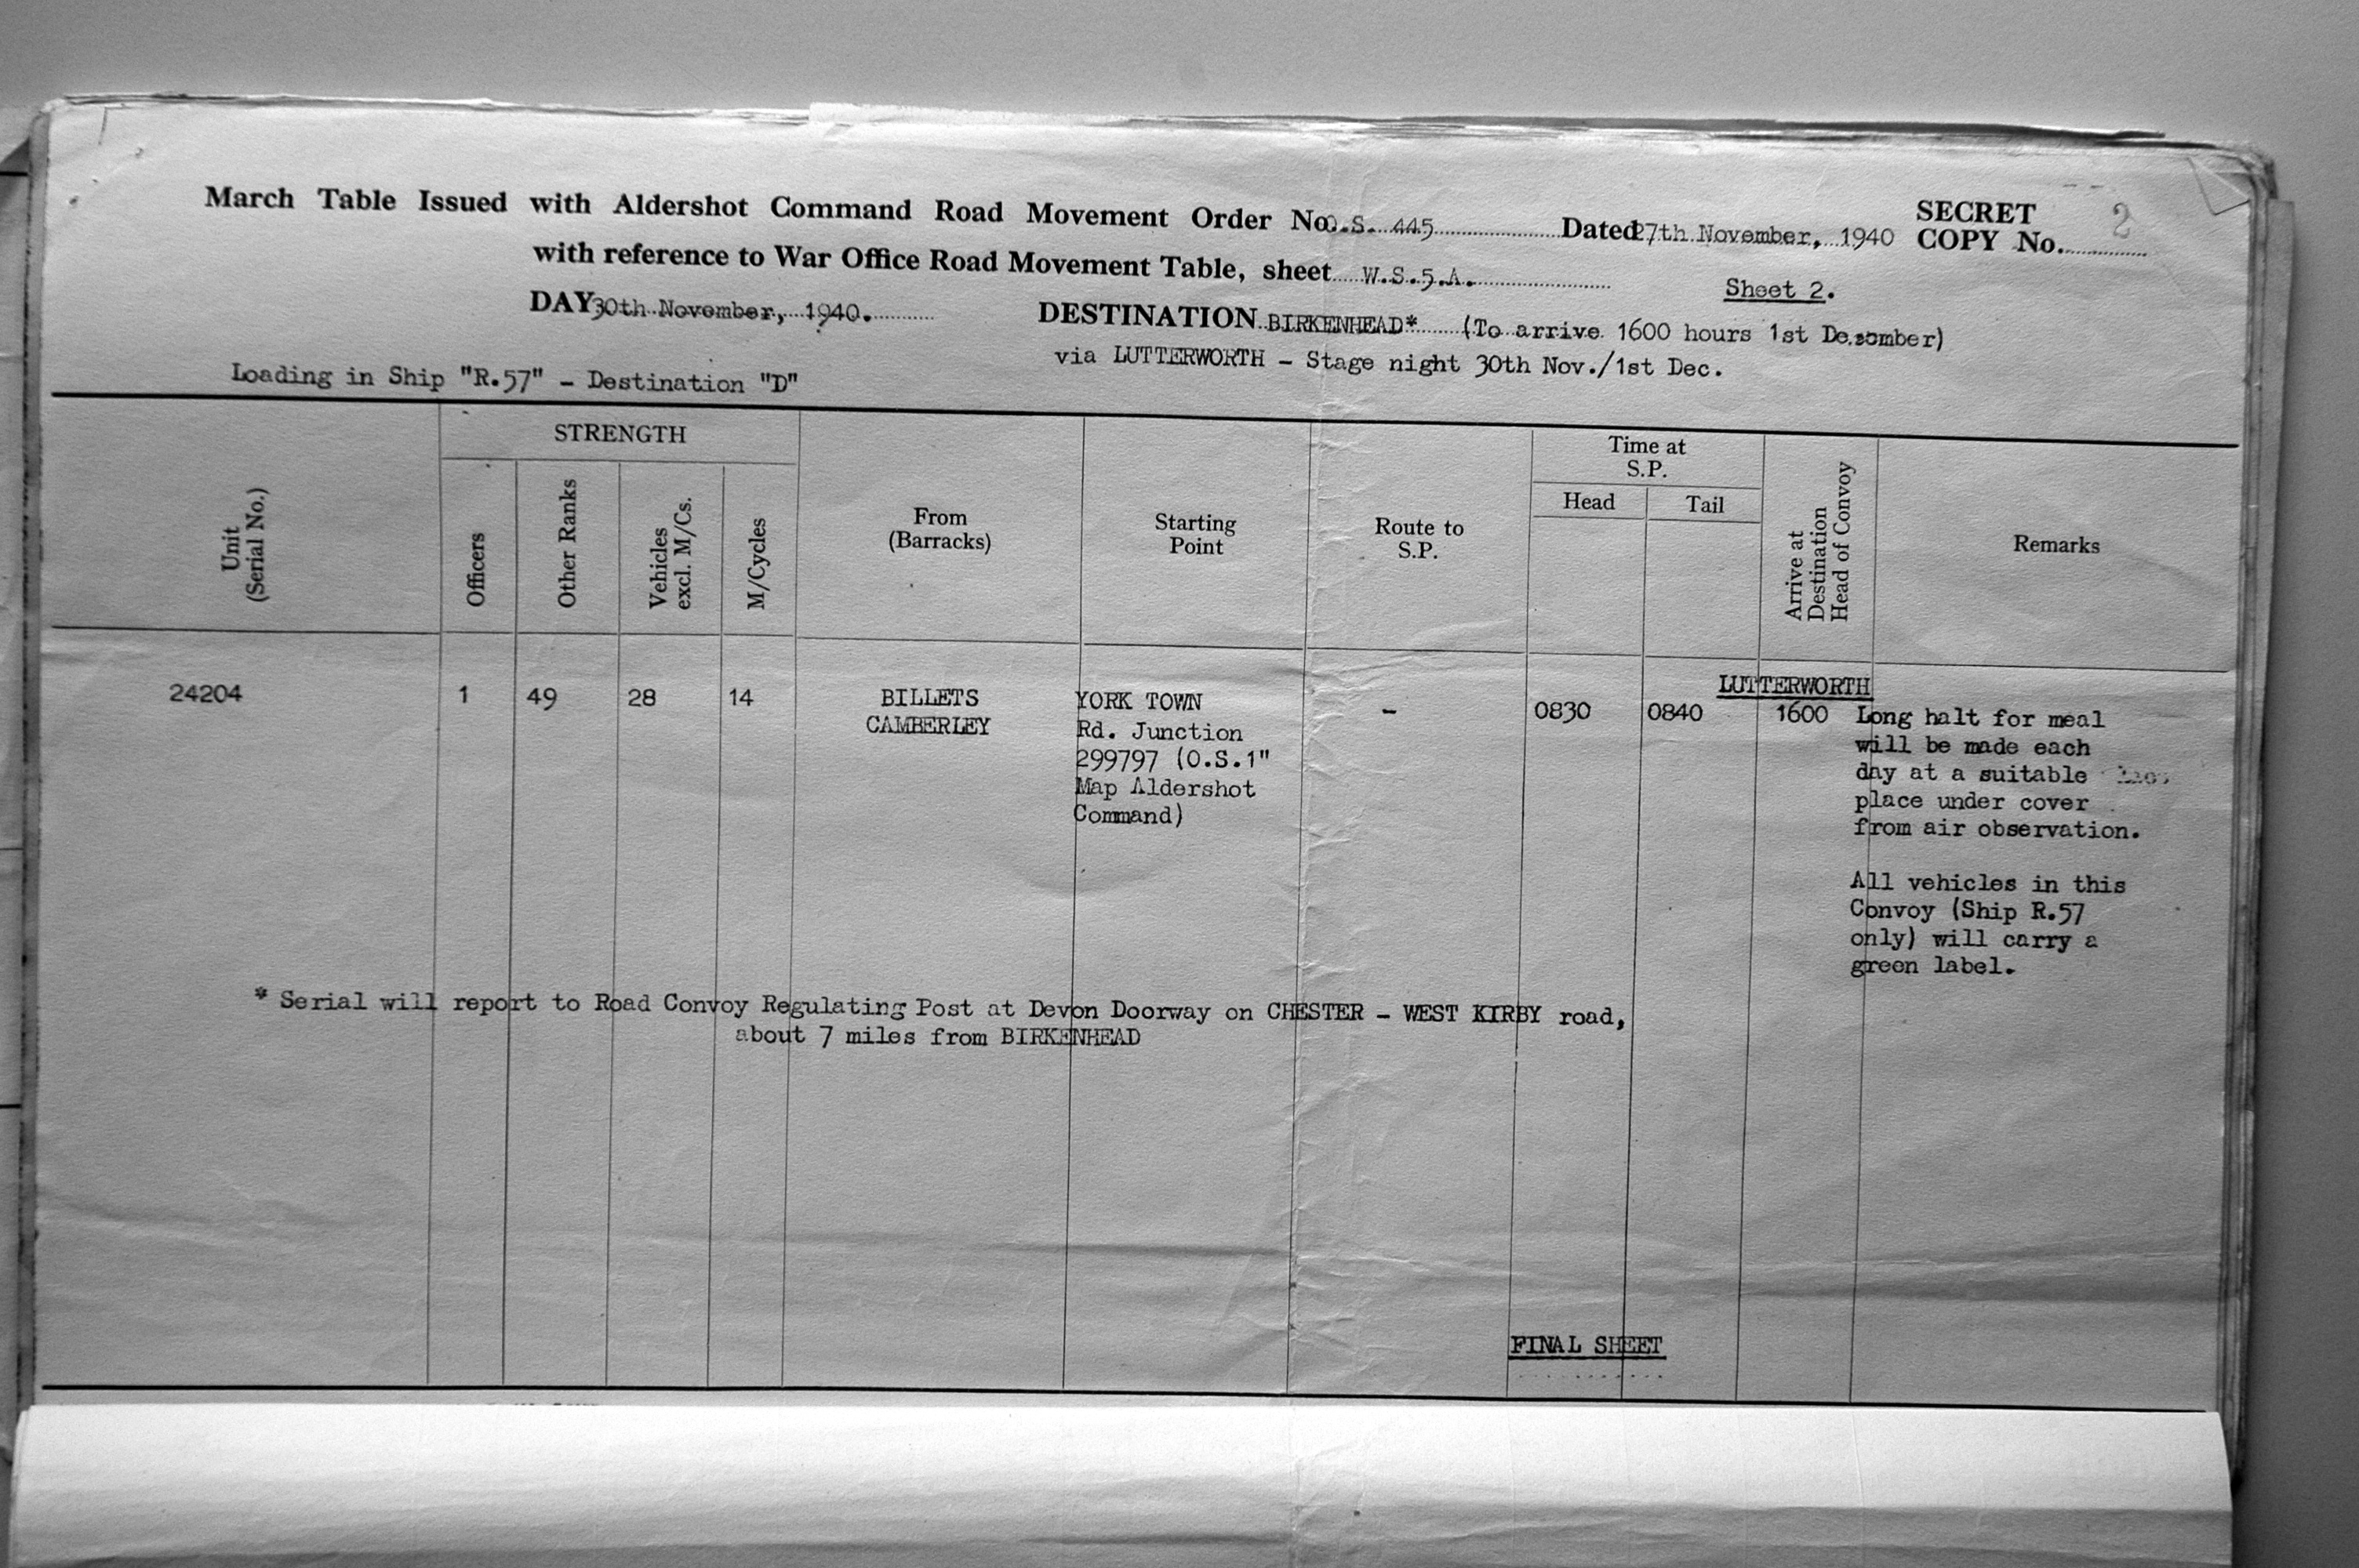 March Table Issued with Aldershot Command Road Movement Order No. .S. 445 Dated 27th November, 1940 SECRET
COPY No. 2
with reference to War Office Road Movement Table, sheet W.S.5.A.
Sheet 2.
DAY 30th November, 1940.
DESTINATION BIRKENHEAD* (To arrive 1600 hours 1st December)
via LUTTERWORTH - Stage night 30th Nov./1st Dec.
Loading in Ship "R.57" - Destination "D"
Unit
(Serial No.)
STRENGTH
Officers
Other Ranks
Vehicles
excl. M/Cs.
M/Cycles
From
(Barracks)
Starting
Point
Route to
S.P.
Time at
S.P.
Head
Tail
Arrive at
Destination
Head of Convoy
Remarks
24204
1
49
28
14
BILLETS
CAMBERLEY
YORK TOWN
Rd. Junction
299797 (O.S.1"
Map Aldershot
Command)
-
0830
0840
LUTTERWORTH
1600
Long halt for meal
will be made each
day at a suitable
place under cover
from air observation.
All vehicles in this
Convoy (Ship R.57
only) will carry a
green label.
* Serial will report to Road Convoy Regulating Post at Devon Doorway on CHESTER - WEST KIRBY road,
about 7 miles from BIRKENHEAD
FINAL SHEET